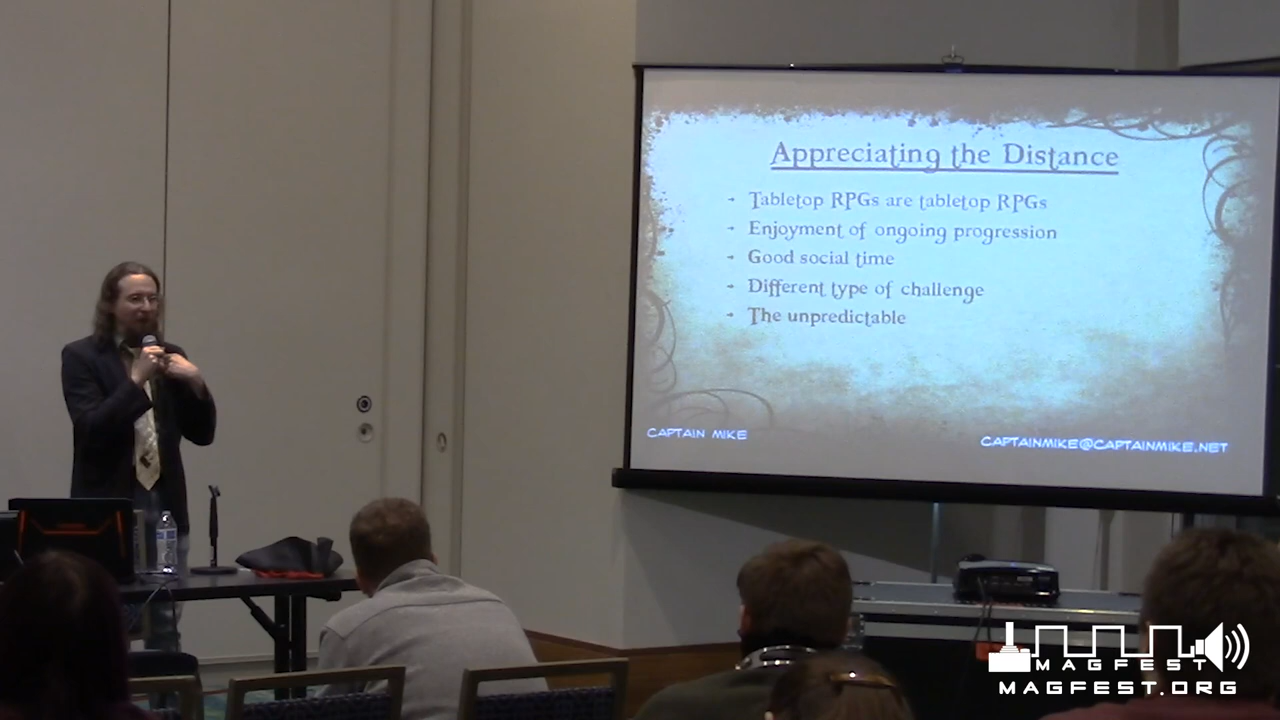 Appreciating the Distance
Tabletop RPGs are tabletop RPGs
Enjoyment of ongoing progression
Good social time
Different type of challenge
The unpredictable
CAPTAIN MIKE
CAPTAINMIKE@CAPTAINMIKE.NET
MAGFEST
MAGFEST.ORG